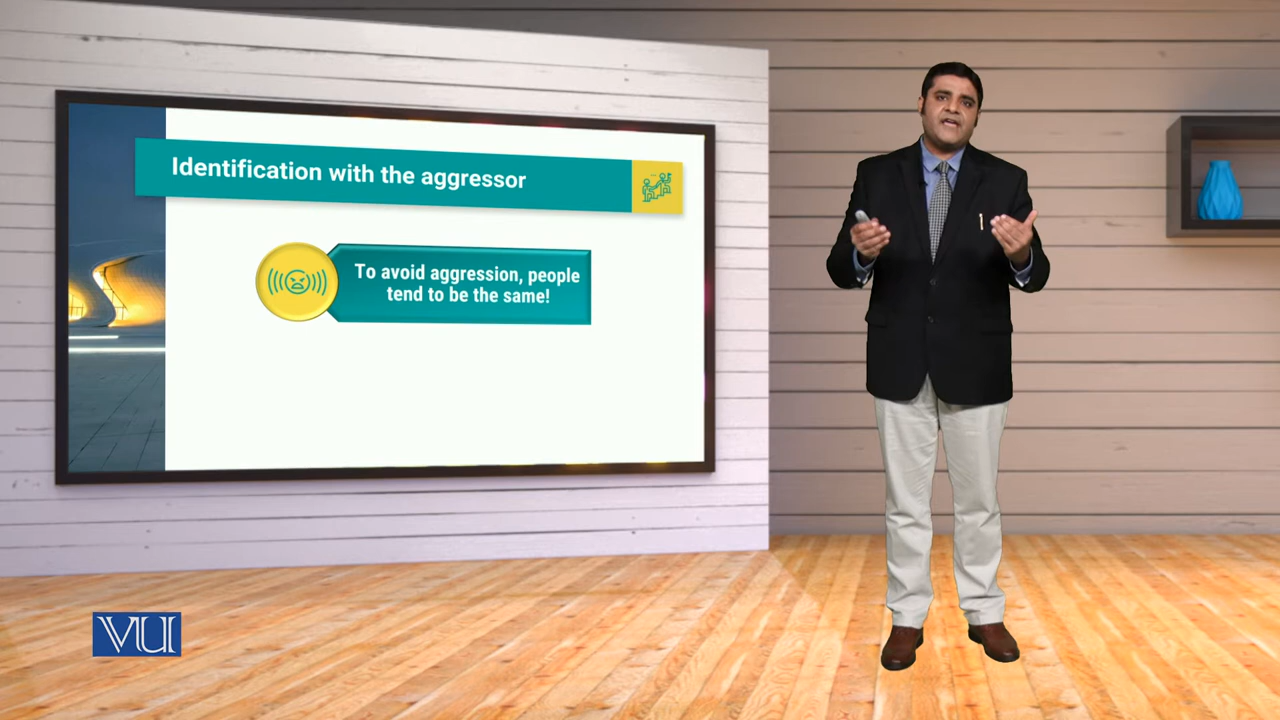 Identification with the aggressor
To avoid aggression, people
tend to be the same!
VU